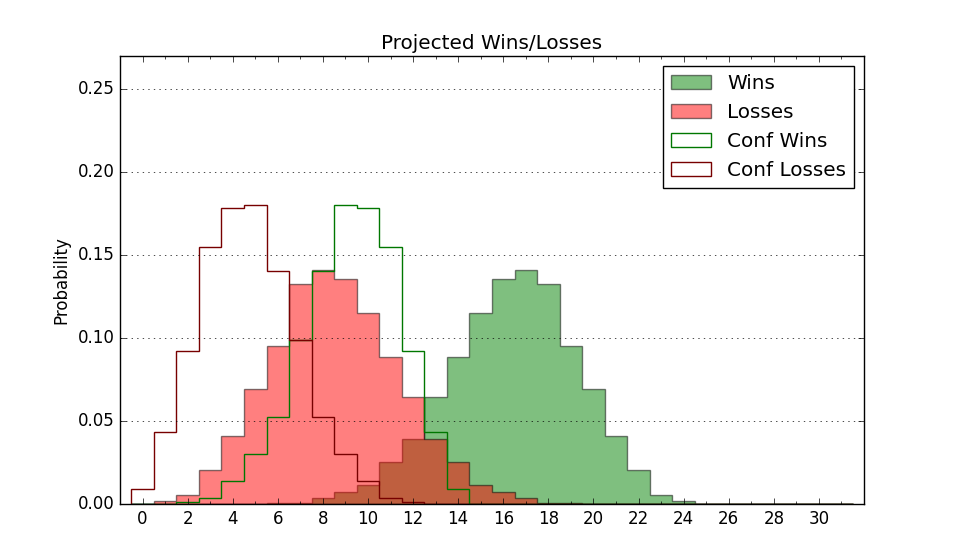 Projected Wins/Losses
Wins
Losses
Conf Wins
Conf Losses
Probability
0.25
0.20
0.15
0.10
0.05
0.00
0 2 4 6 8 10 12 14 16 18 20 22 24 26 28 30